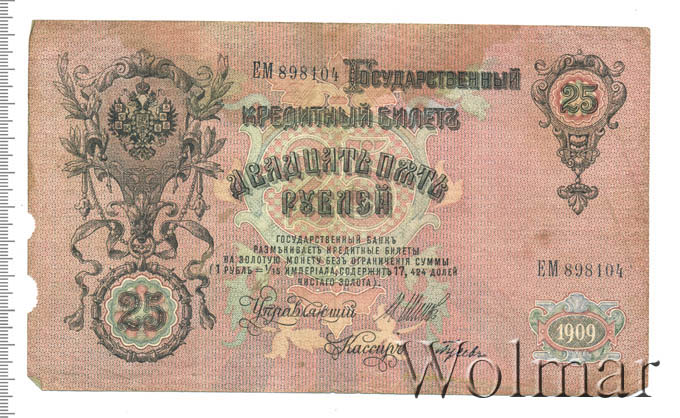 ЕМ 898104 Государственный
25
Кредитный Билетъ
Двадцать пять
рублей
Государственный банкъ
размѣниваетъ кредитные билеты
на золотую монету безъ ограниченія суммы
(1 рубль = 1/15 имперіала, содержитъ 17,424 долей
чистаго золота).
ЕМ 898104
25
Управляющій
1909
Кассиръ
Wolmar